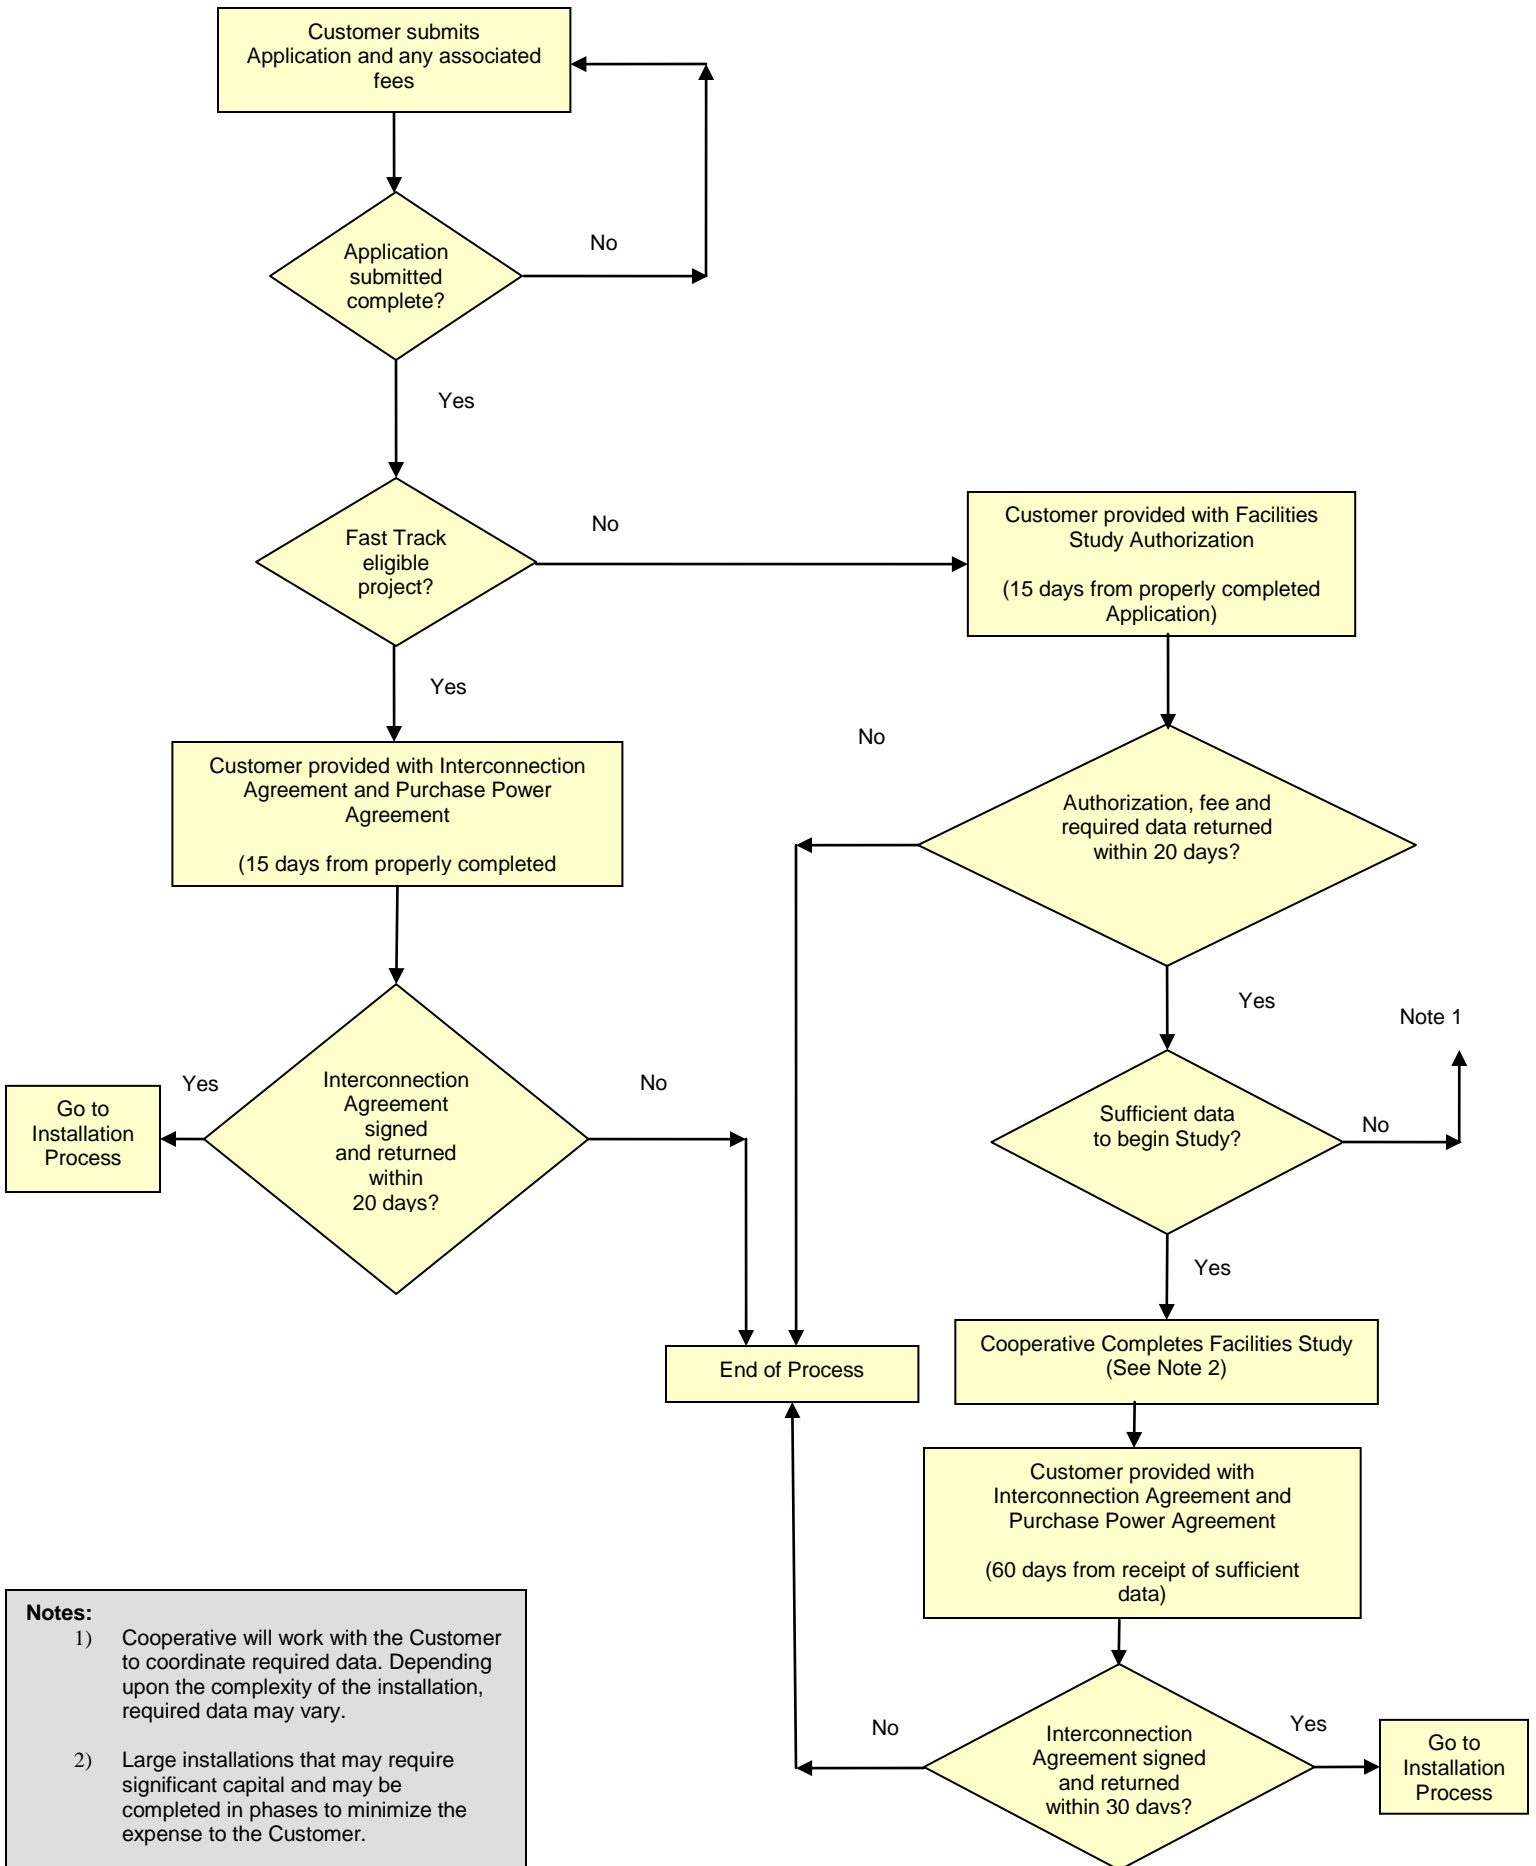 Customer submits
Application and any associated
fees
Application
submitted
complete?
No
Yes
Fast Track
eligible
project?
No
Customer provided with Facilities
Study Authorization
(15 days from properly completed
Application)
Yes
Customer provided with Interconnection
Agreement and Purchase Power
Agreement
(15 days from properly completed
No
Authorization, fee and
required data returned
within 20 days?
Yes
Note 1
Interconnection
Agreement
signed
and returned
within
20 days?
Yes
No
Go to
Installation
Process
Sufficient data
to begin Study?
No
Yes
Cooperative Completes Facilities Study
(See Note 2)
End of Process
Customer provided with
Interconnection Agreement and
Purchase Power Agreement
(60 days from receipt of sufficient
data)
No
Interconnection
Agreement signed
and returned
within 30 days?
Yes
Go to
Installation
Process
Notes:
1) Cooperative will work with the Customer
to coordinate required data. Depending
upon the complexity of the installation,
required data may vary.
2) Large installations that may require
significant capital and may be
completed in phases to minimize the
expense to the Customer.